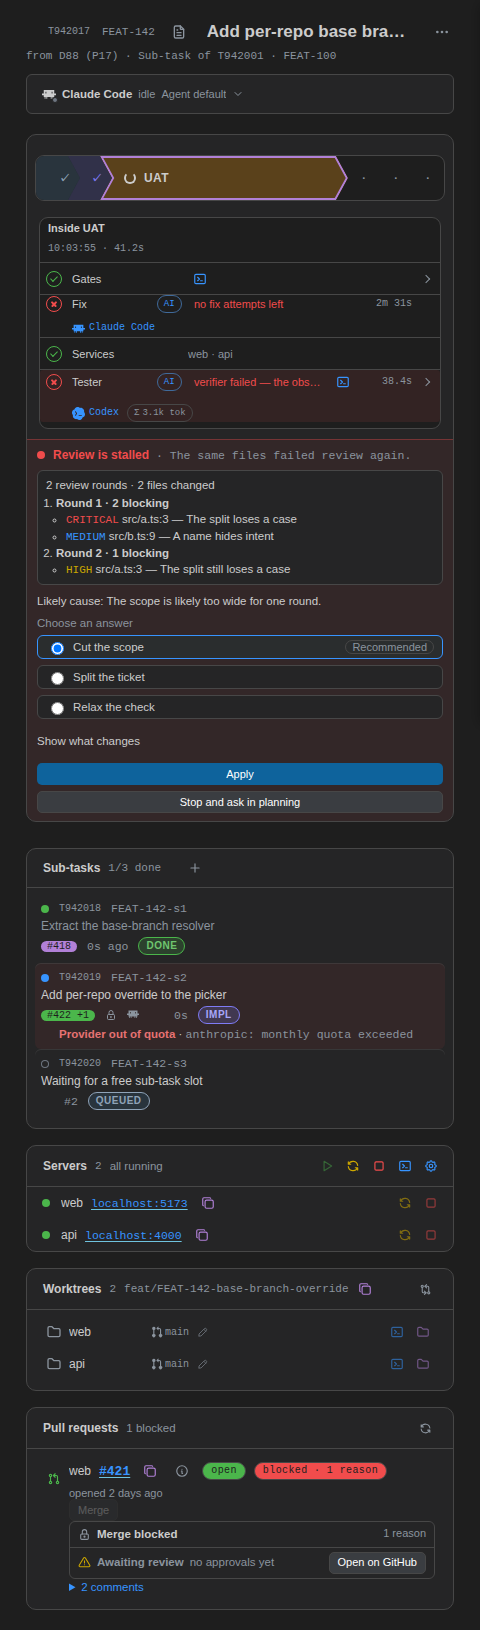 T942017 FEAT-142 Add per-repo base bra…
from D88 (P17) · Sub-task of T942001 · FEAT-100
Claude Code idle Agent default
UAT
Inside UAT
10:03:55 · 41.2s
Gates
Fix AI no fix attempts left 2m 31s
Claude Code
Services web · api
Tester AI verifier failed — the obs… 38.4s
Codex Σ 3.1k tok
Review is stalled · The same files failed review again.
2 review rounds · 2 files changed
1. Round 1 · 2 blocking
CRITICAL src/a.ts:3 — The split loses a case
MEDIUM src/b.ts:9 — A name hides intent
2. Round 2 · 1 blocking
HIGH src/a.ts:3 — The split still loses a case
Likely cause: The scope is likely too wide for one round.
Choose an answer
Cut the scope Recommended
Split the ticket
Relax the check
Show what changes
Apply
Stop and ask in planning
Sub-tasks 1/3 done
T942018 FEAT-142-s1
Extract the base-branch resolver
#418 0s ago DONE
T942019 FEAT-142-s2
Add per-repo override to the picker
#422 +1 0s IMPL
Provider out of quota · anthropic: monthly quota exceeded
T942020 FEAT-142-s3
Waiting for a free sub-task slot
#2 QUEUED
Servers 2 all running
web localhost:5173
api localhost:4000
Worktrees 2 feat/FEAT-142-base-branch-override
web main
api main
Pull requests 1 blocked
web #421 open blocked · 1 reason
opened 2 days ago
Merge
Merge blocked 1 reason
Awaiting review no approvals yet Open on GitHub
2 comments